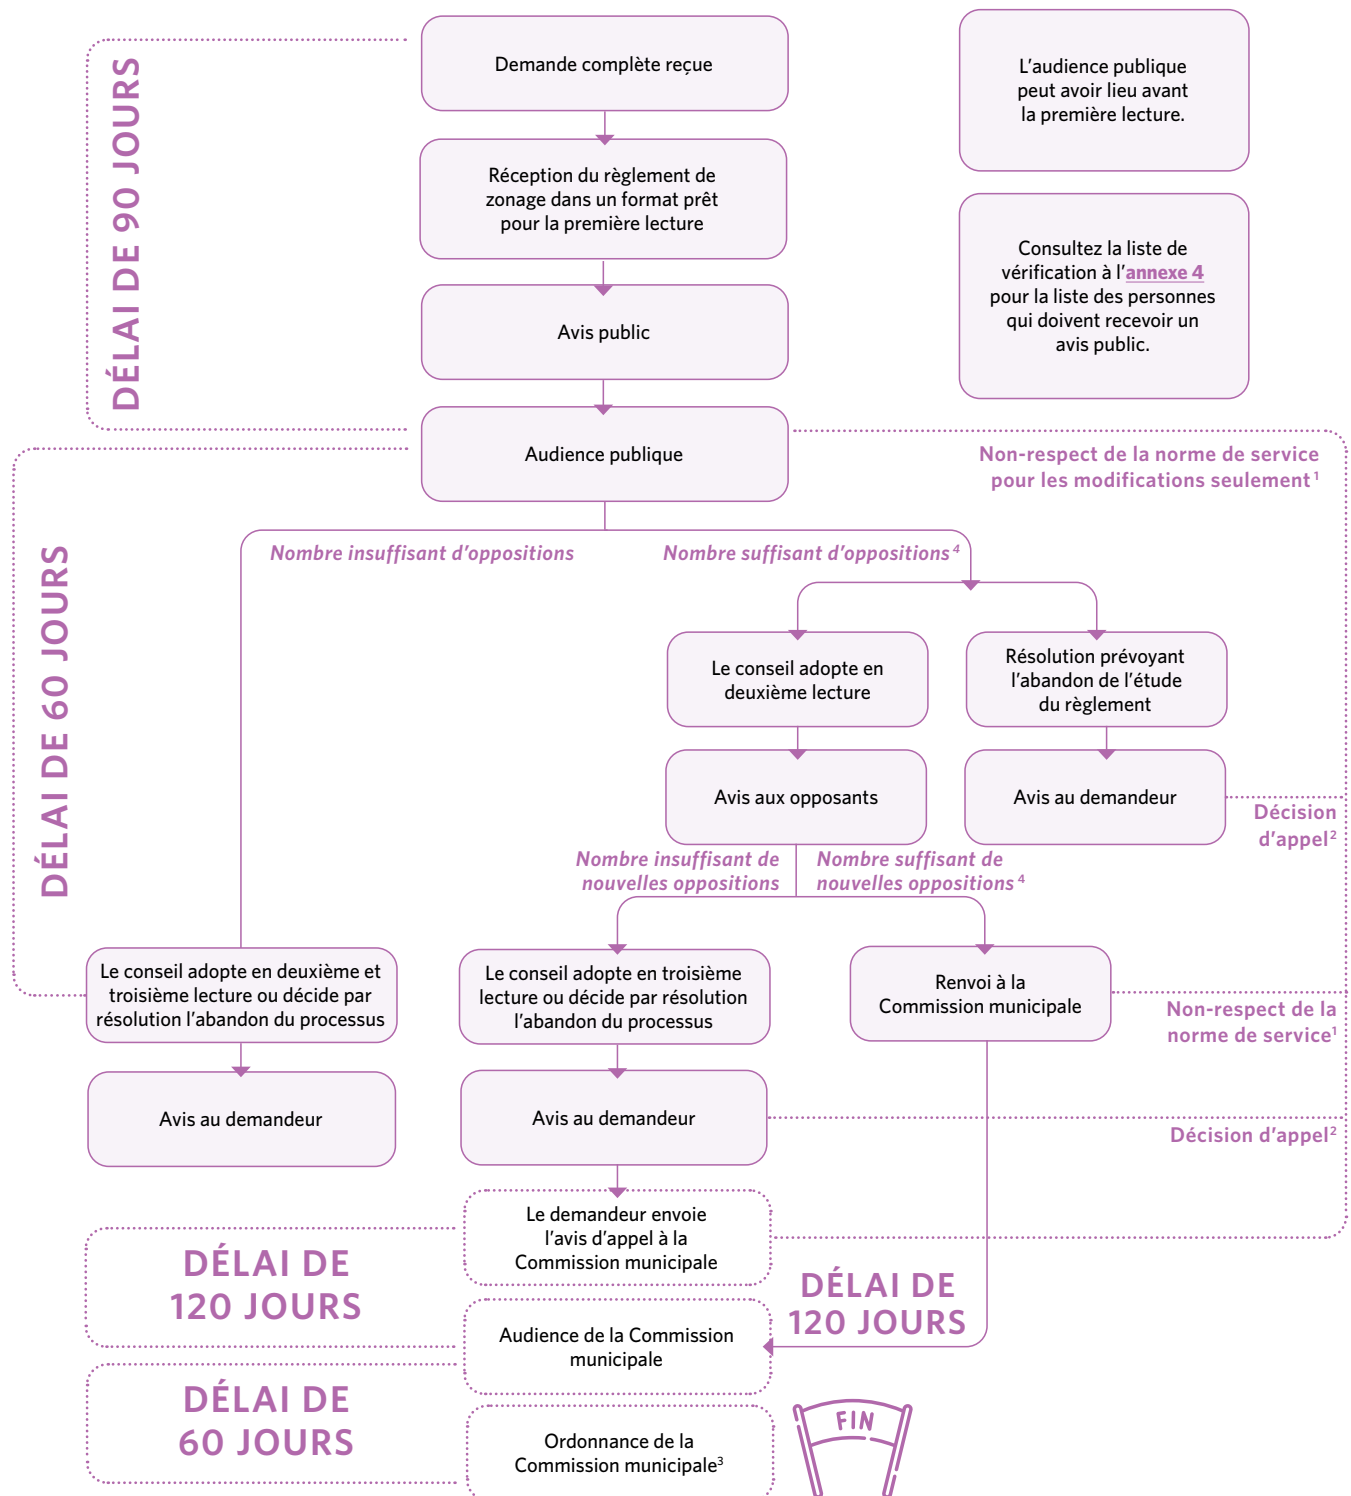 Demande complète reçue
L'audience publique
peut avoir lieu avant
la première lecture.
DÉLAI DE 90 JOURS
Réception du règlement de
zonage dans un format prêt
pour la première lecture
Consultez la liste de
vérification à l'annexe 4
pour la liste des personnes
qui doivent recevoir un
avis public.
Avis public
Audience publique
Non-respect de la norme de service
pour les modifications seulement 1
DÉLAI DE 60 JOURS
Nombre insuffisant d'oppositions
Nombre suffisant d'oppositions 4
Le conseil adopte en
deuxième lecture
Résolution prévoyant
l'abandon de l'étude
du règlement
Avis aux opposants
Avis au demandeur
Décision
d'appel2
Nombre insuffisant de
nouvelles oppositions
Nombre suffisant de
nouvelles oppositions 4
Le conseil adopte en deuxième et
troisième lecture ou décide par
résolution l'abandon du processus
Le conseil adopte en troisième
lecture ou décide par résolution
l'abandon du processus
Renvoi à la
Commission municipale
Non-respect de la
norme de service1
Avis au demandeur
Avis au demandeur
Décision d'appel2
Le demandeur envoie
l'avis d'appel à la
Commission municipale
DÉLAI DE
120 JOURS
DÉLAI DE
120 JOURS
Audience de la Commission
municipale
DÉLAI DE
60 JOURS
Ordonnance de la
Commission municipale3
FIN